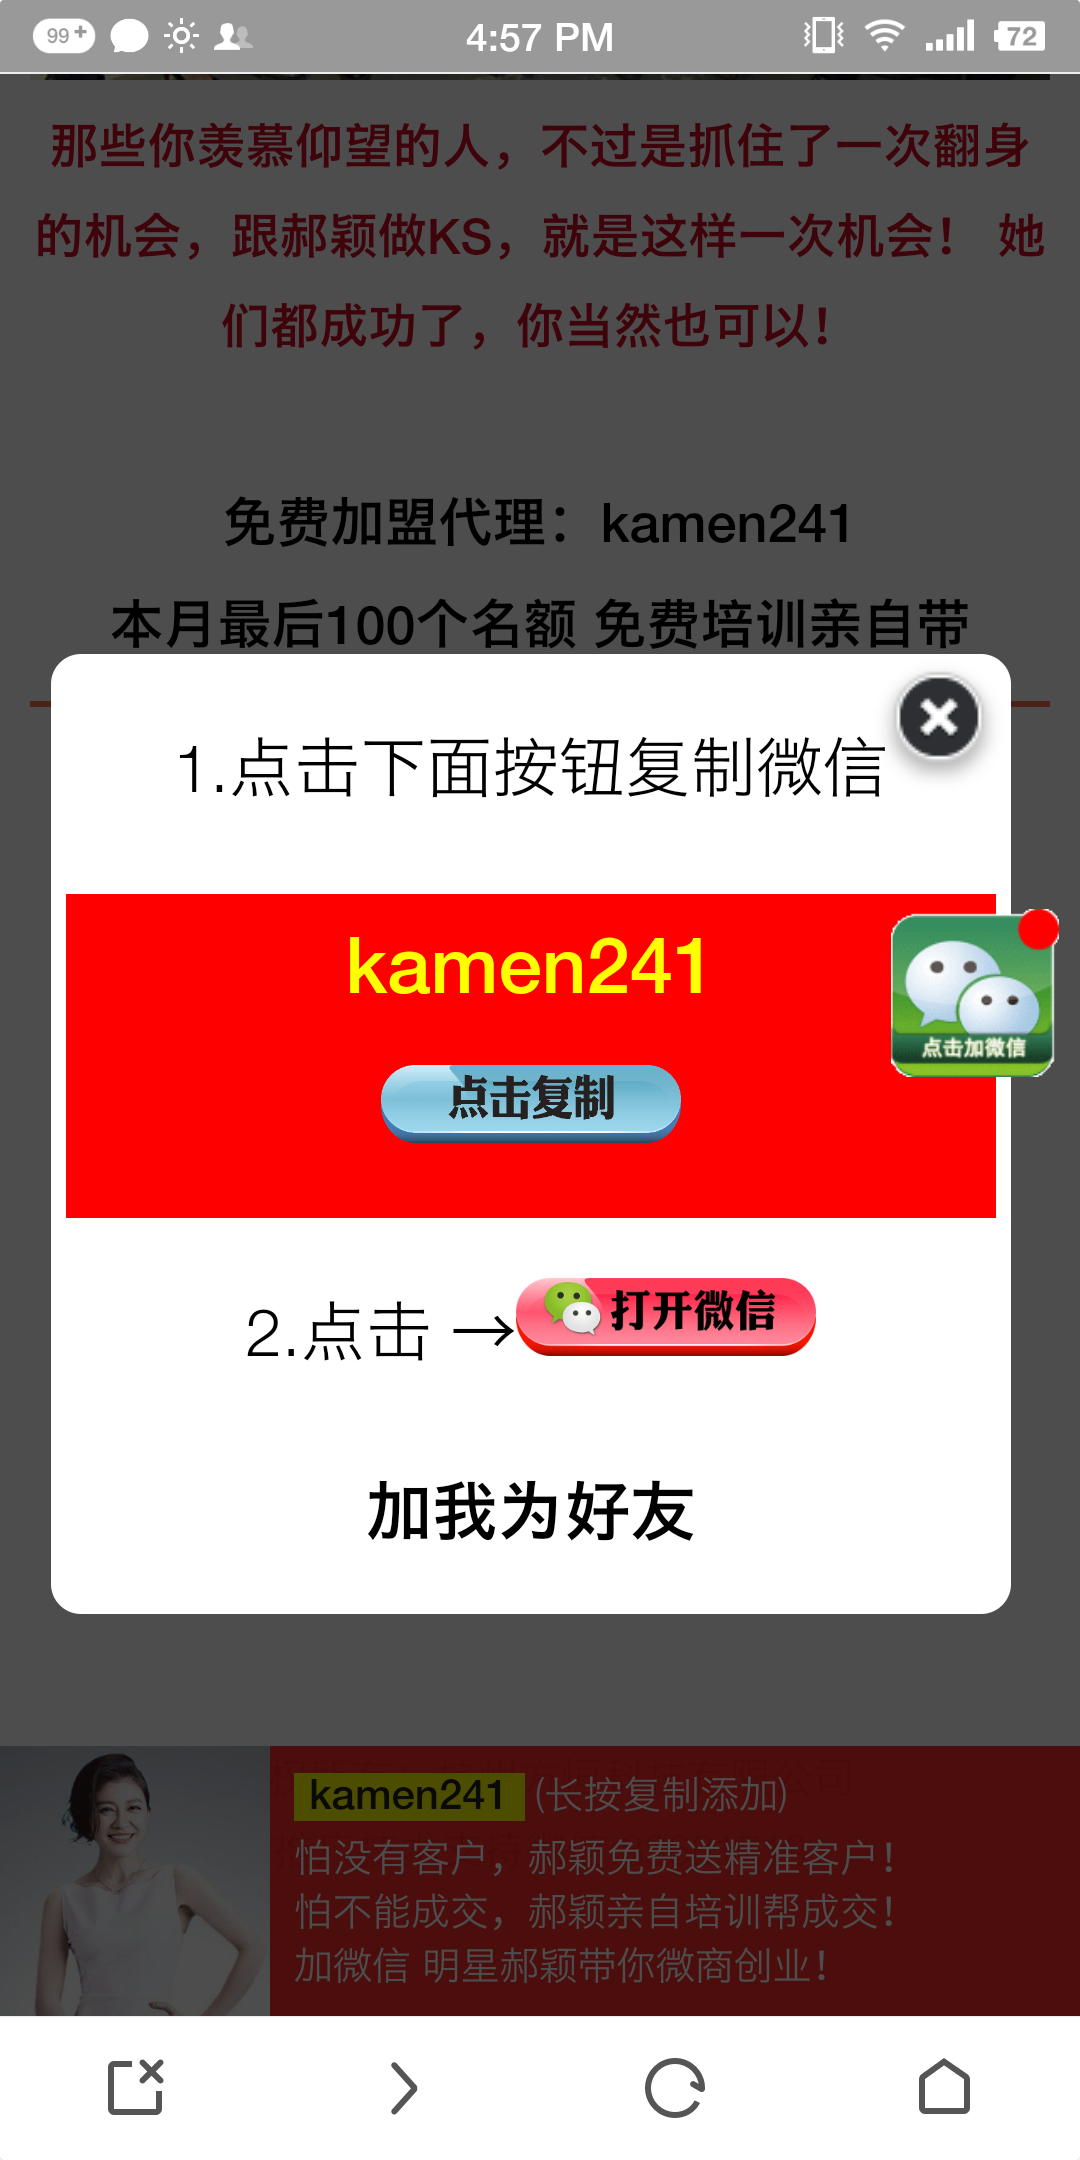 99+
4:57 PM
72
那些你羡慕仰望的人，不过是抓住了一次翻身
的机会，跟郝颖做KS，就是这样一次机会！ 她
们都成功了，你当然也可以！
免费加盟代理：kamen241
本月最后100个名额 免费培训亲自带
1.点击下面按钮复制微信
kamen241
点击加微信
点击复制
2.点击 →打开微信
加我为好友
kamen241 (长按复制添加)
怕没有客户，郝颖免费送精准客户！
怕不能成交，郝颖亲自培训帮成交！
加微信 明星郝颖带你微商创业！